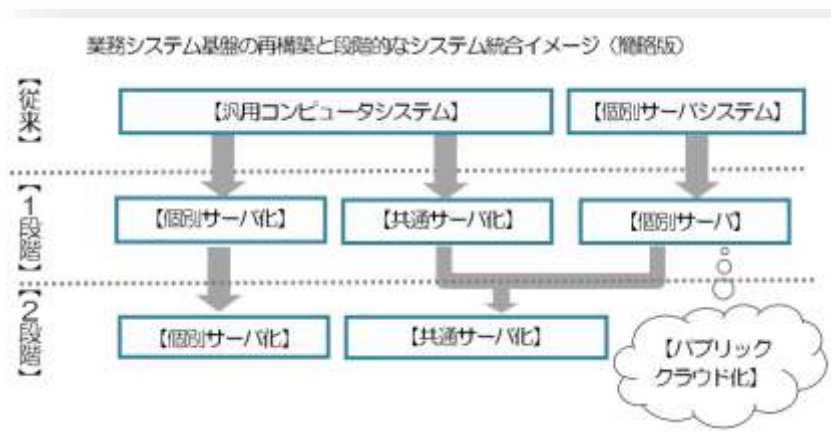 業務システム基盤の再構築と段階的なシステム統合イメージ（簡略版）
【従来】
【汎用コンピュータシステム】
【個別サーバシステム】
【1段階】
【個別サーバ化】
【共通サーバ化】
【個別サーバ】
【2段階】
【個別サーバ化】
【共通サーバ化】
【パブリック
クラウド化】